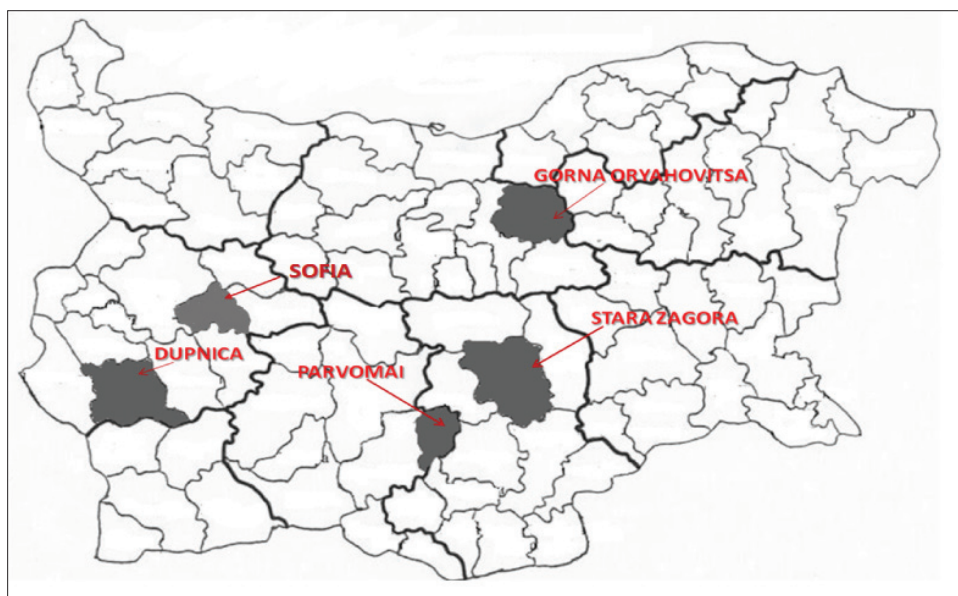 GORNA ORYAHOVITSA
SOFIA
STARA ZAGORA
DUPNICA
PARVOMAI